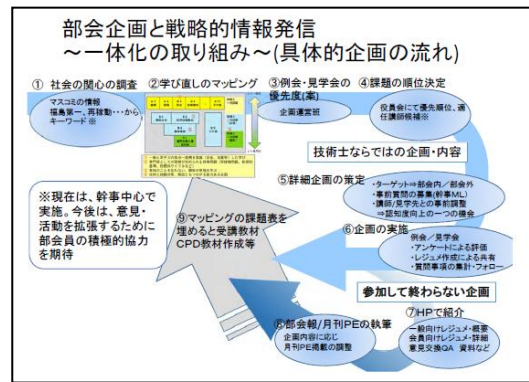 部会企画と戦略的情報発信
～一体化の取り組み～(具体的企画の流れ)
① 社会の関心の調査
マスコミの情報
福島第一、再稼動・・・から
キーワード※
②学び直しのマッピング
③例会・見学会の
優先度(案)
企画運営班
④課題の順位決定
役員会にて優先順位、適
任講師候補※
技術士ならではの企画・内容
⑤詳細企画の策定
・ターゲット⇒部会内／部会外
・事前質問の募集(幹事ML)
・講師/見学先との事前調整
⇒認知度向上の一つの機会
※現在は、幹事中心で
実施。今後は、意見・
活動を拡張するために
部会員の積極的協力
を期待
⑨マッピングの課題表を
埋めると受講教材
CPD教材作成等
⑥企画の実施
例会／見学会
・アンケートによる評価
・レジュメ作成による共有
・質問事項の集計・フォロー
参加して終わらない企画
⑧部会報/月刊PEの執筆
企画内容に応じ
月刊PE掲載の調整
⑦HPで紹介
一般向けレジュメ・概要
会員向けレジュメ・詳細
意見交換QA 資料など